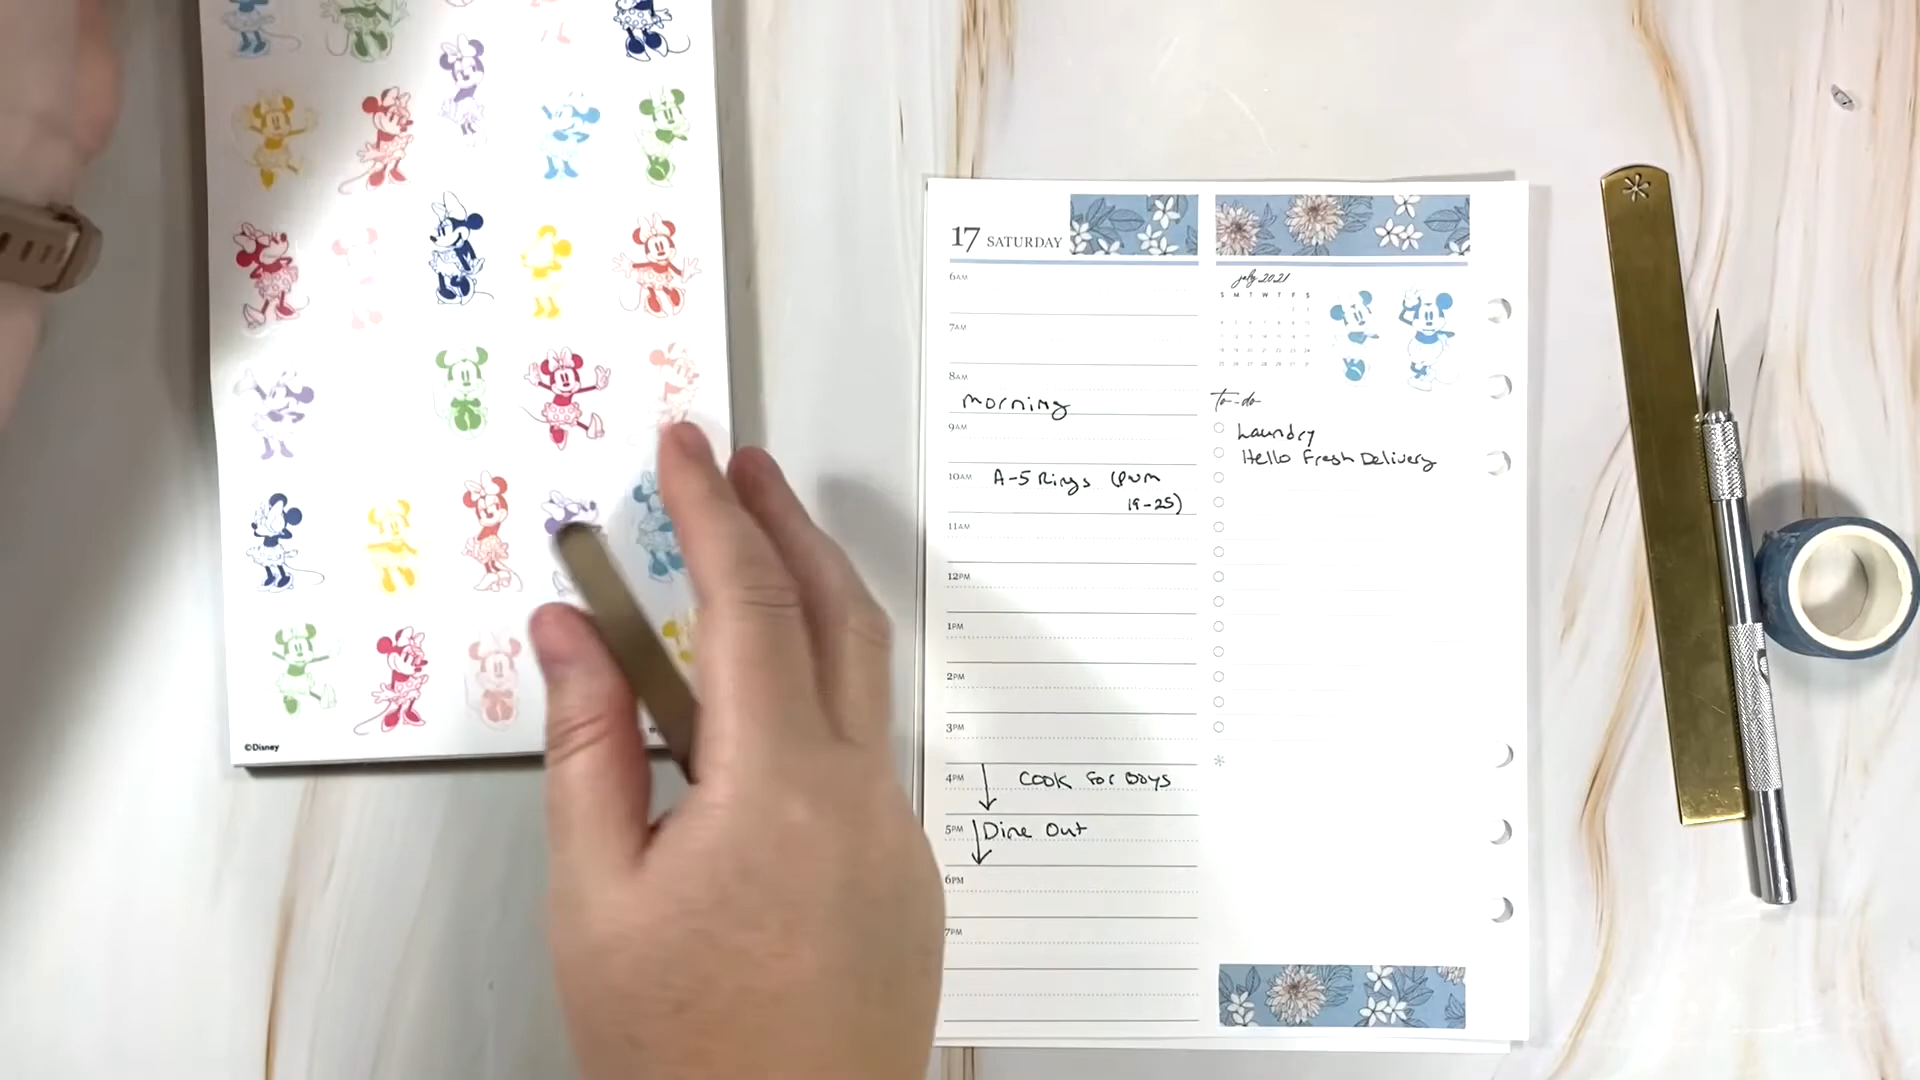 ©Disney
17 SATURDAY
6AM
7AM
8AM
morning
9AM
10AM A-5 Rings (PWM
19-25)
11AM
12PM
1PM
2PM
3PM
4PM Cook For Boys
5PM Dine Out
6PM
7PM
july 2021
S M T W T F S
to-do
Laundry
Hello Fresh Delivery